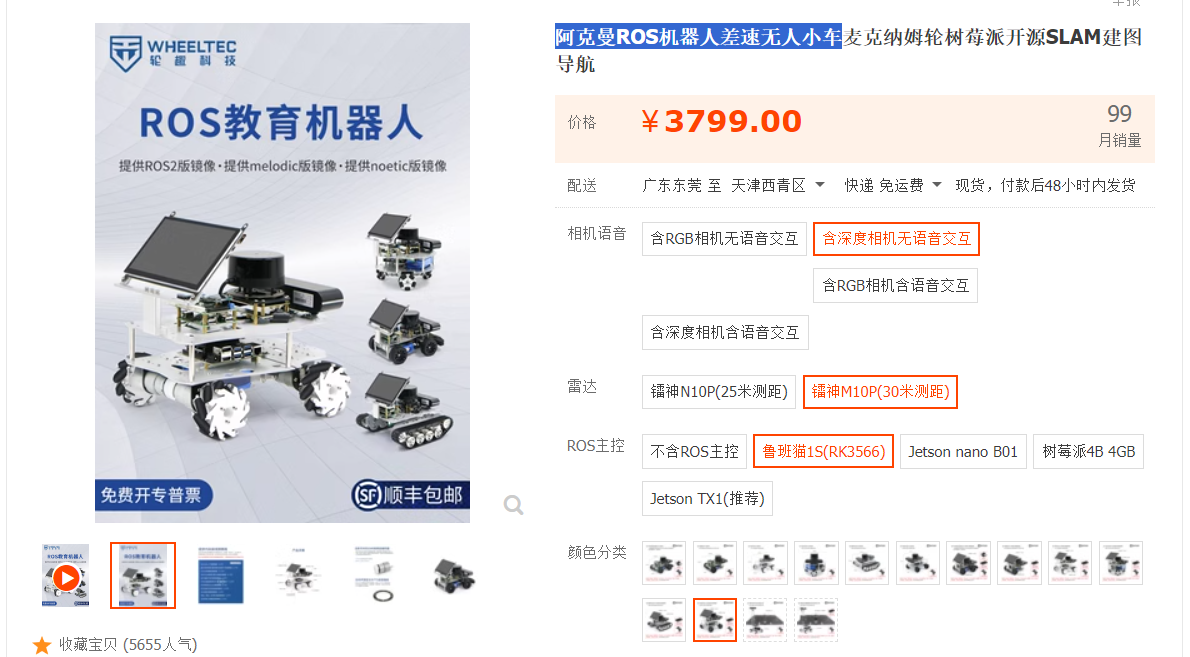 WHEELTEC
轮趣科技
ROS教育机器人
提供ROS2版镜像·提供melodic版镜像·提供noetic版镜像
免费开专普票
SF 顺丰包邮
收藏宝贝 (5655人气)
举报
阿克曼ROS机器人差速无人小车麦克纳姆轮树莓派开源SLAM建图
导航
价格 ¥3799.00 99
月销量
配送 广东东莞 至 天津西青区 快递 免运费 现货，付款后48小时内发货
相机语音 含RGB相机无语音交互 含深度相机无语音交互
含RGB相机含语音交互
含深度相机含语音交互
雷达 镭神N10P(25米测距) 镭神M10P(30米测距)
ROS主控 不含ROS主控 鲁班猫1S(RK3566) Jetson nano B01 树莓派4B 4GB
Jetson TX1(推荐)
颜色分类